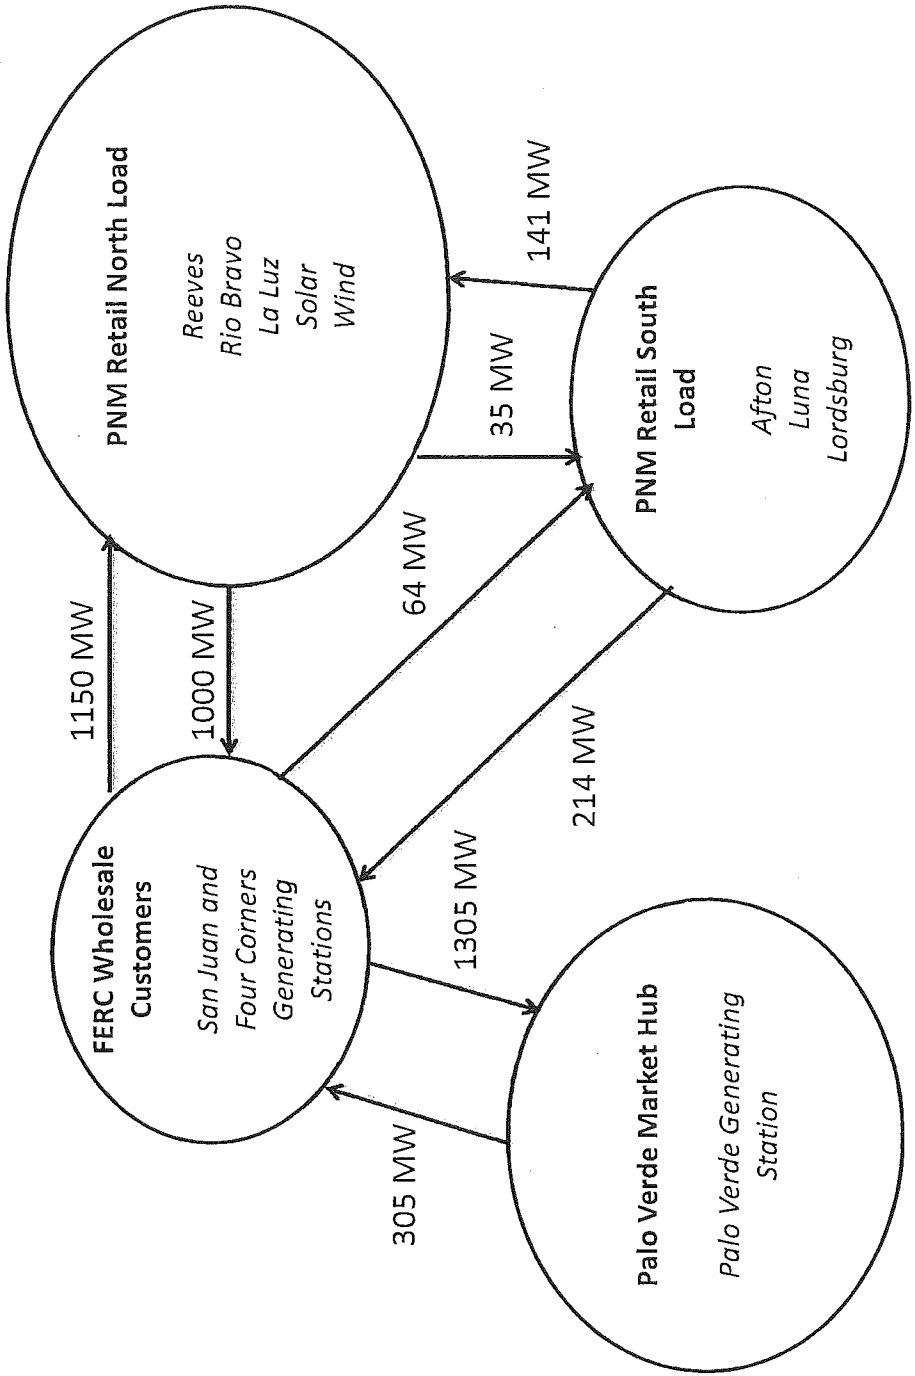 FERC Wholesale
Customers
San Juan and
Four Corners
Generating
Stations
1150 MW
1000 MW
PNM Retail North Load
Reeves
Rio Bravo
La Luz
Solar
Wind
305 MW
1305 MW
214 MW
64 MW
35 MW
141 MW
Palo Verde Market Hub
Palo Verde Generating
Station
PNM Retail South
Load
Afton
Luna
Lordsburg